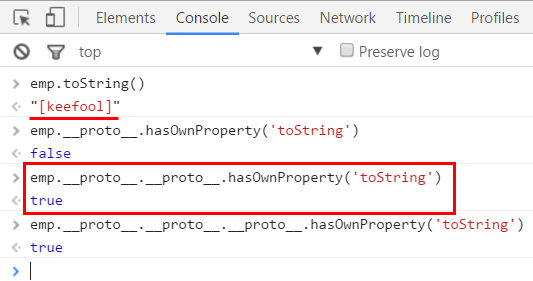 Elements Console Sources Network Timeline Profiles
top Preserve log
emp.toString()
"[keefool]"
emp.__proto__.hasOwnProperty('toString')
false
emp.__proto__.__proto__.hasOwnProperty('toString')
true
emp.__proto__.__proto__.__proto__.hasOwnProperty('toString')
true